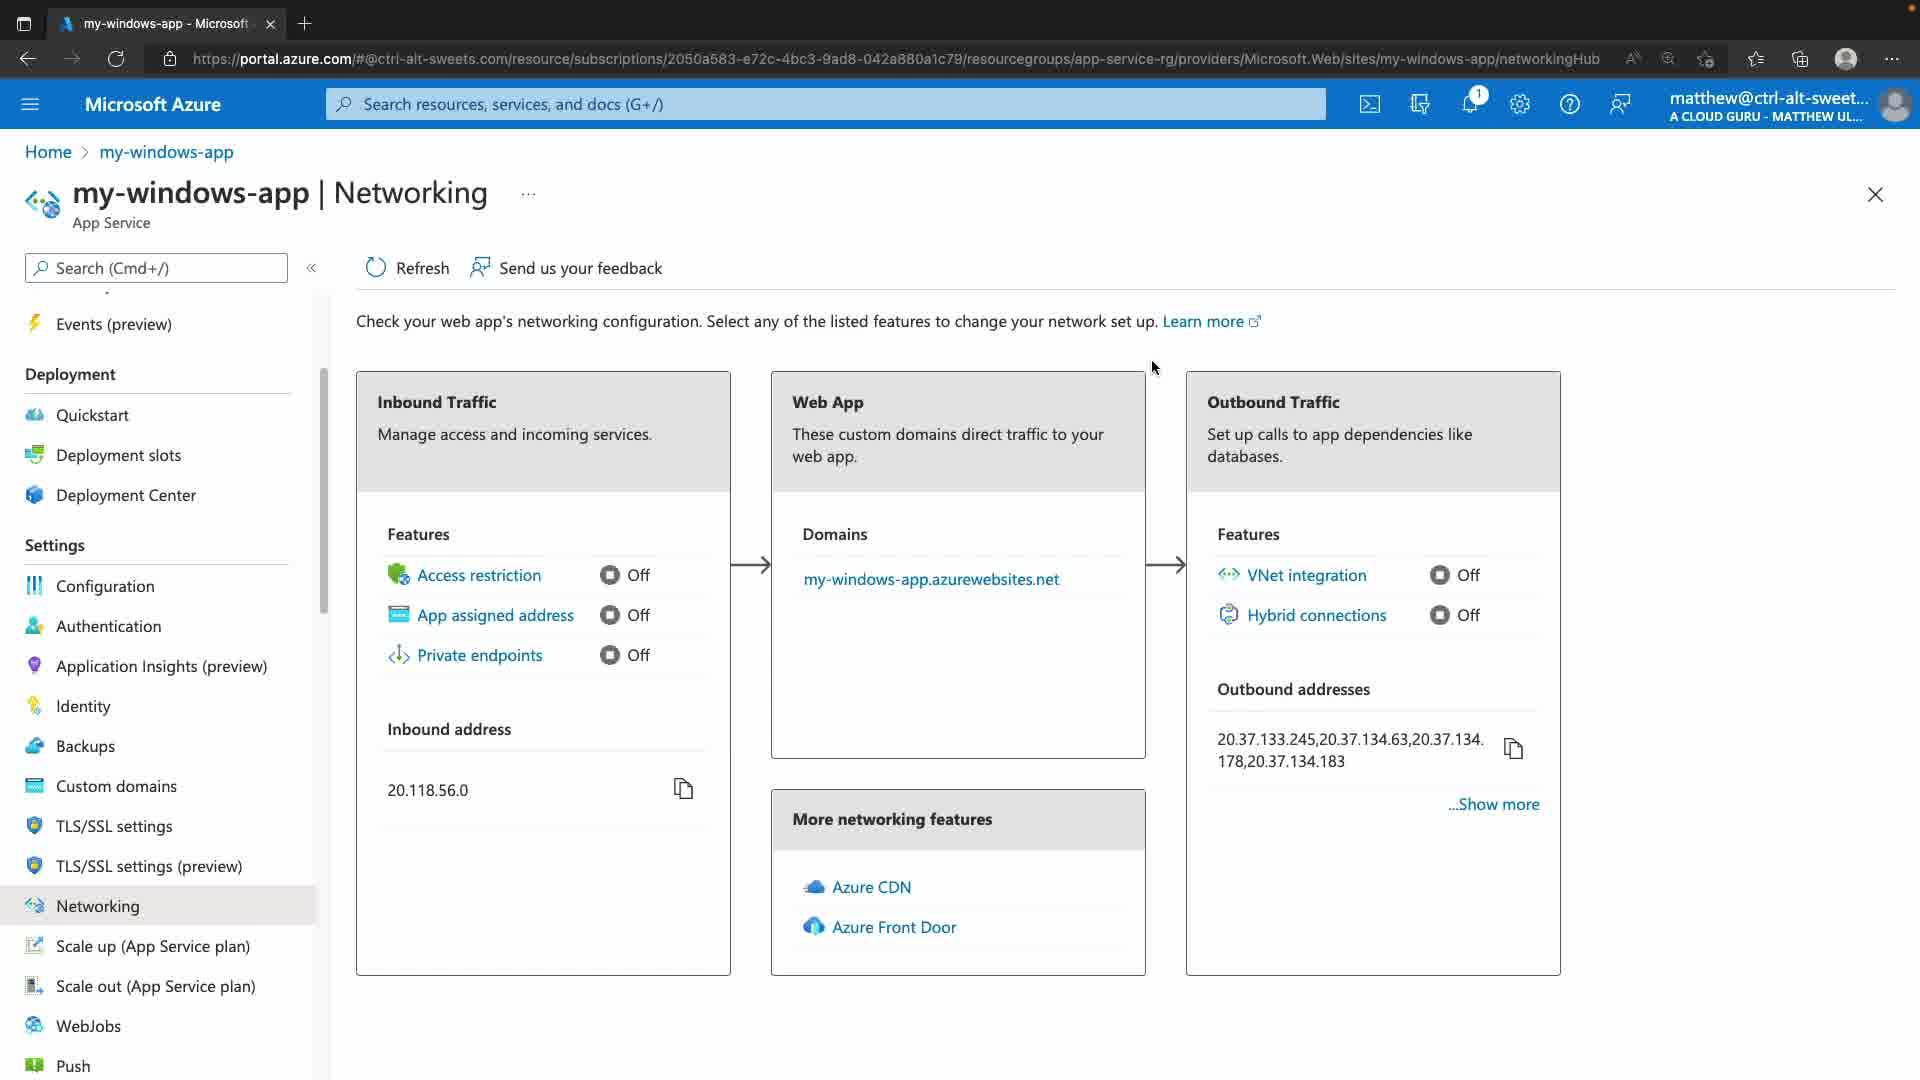 my-windows-app - Microsoft
https://portal.azure.com/#@ctrl-alt-sweets.com/resource/subscriptions/2050a583-e72c-4bc3-9ad8-042a880a1c79/resourcegroups/app-service-rg/providers/Microsoft.Web/sites/my-windows-app/networkingHub
Microsoft Azure
Search resources, services, and docs (G+/)
1
matthew@ctrl-alt-sweet...
A CLOUD GURU - MATTHEW UL...
Home > my-windows-app
my-windows-app | Networking ...
App Service
Search (Cmd+/)
«
Refresh
Send us your feedback
Events (preview)
Deployment
Quickstart
Deployment slots
Deployment Center
Settings
Configuration
Authentication
Application Insights (preview)
Identity
Backups
Custom domains
TLS/SSL settings
TLS/SSL settings (preview)
Networking
Scale up (App Service plan)
Scale out (App Service plan)
WebJobs
Push
Check your web app's networking configuration. Select any of the listed features to change your network set up. Learn more
Inbound Traffic
Manage access and incoming services.
Features
Access restriction Off
App assigned address Off
Private endpoints Off
Inbound address
20.118.56.0
Web App
These custom domains direct traffic to your
web app.
Domains
my-windows-app.azurewebsites.net
More networking features
Azure CDN
Azure Front Door
Outbound Traffic
Set up calls to app dependencies like
databases.
Features
VNet integration Off
Hybrid connections Off
Outbound addresses
20.37.133.245,20.37.134.63,20.37.134.
178,20.37.134.183
...Show more